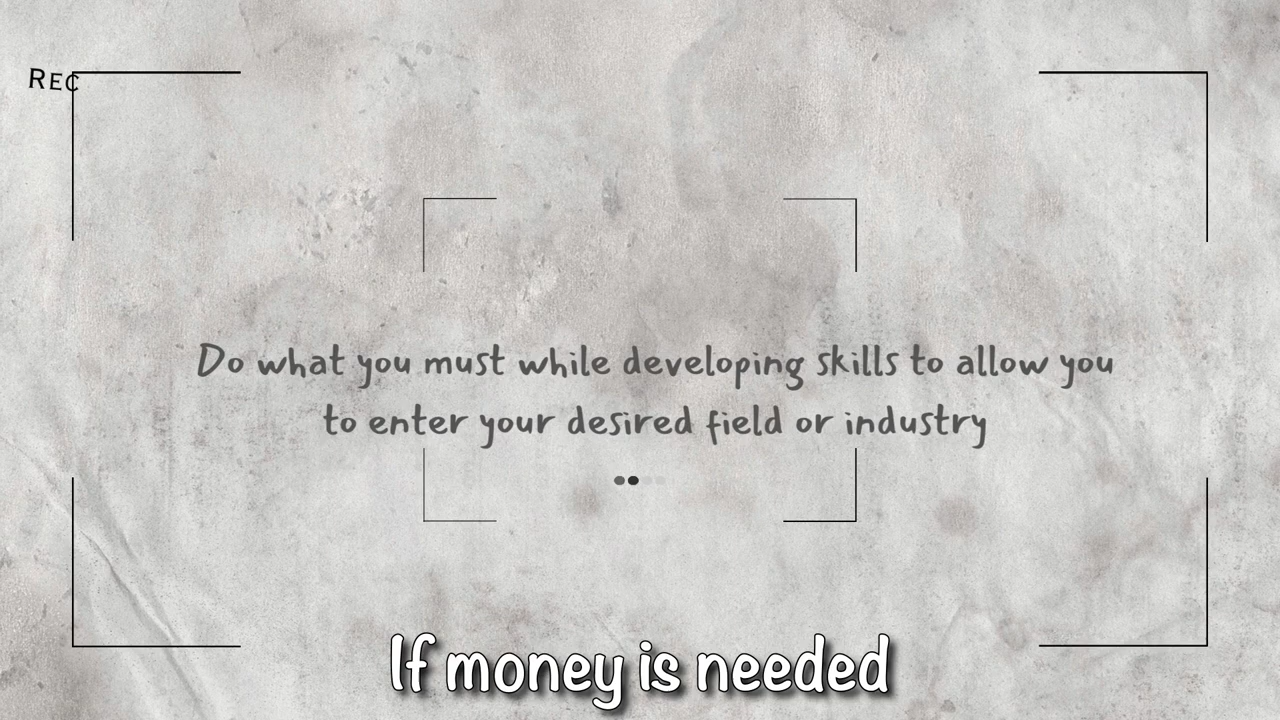 REC
Do what you must while developing skills to allow you
to enter your desired field or industry
If money is needed